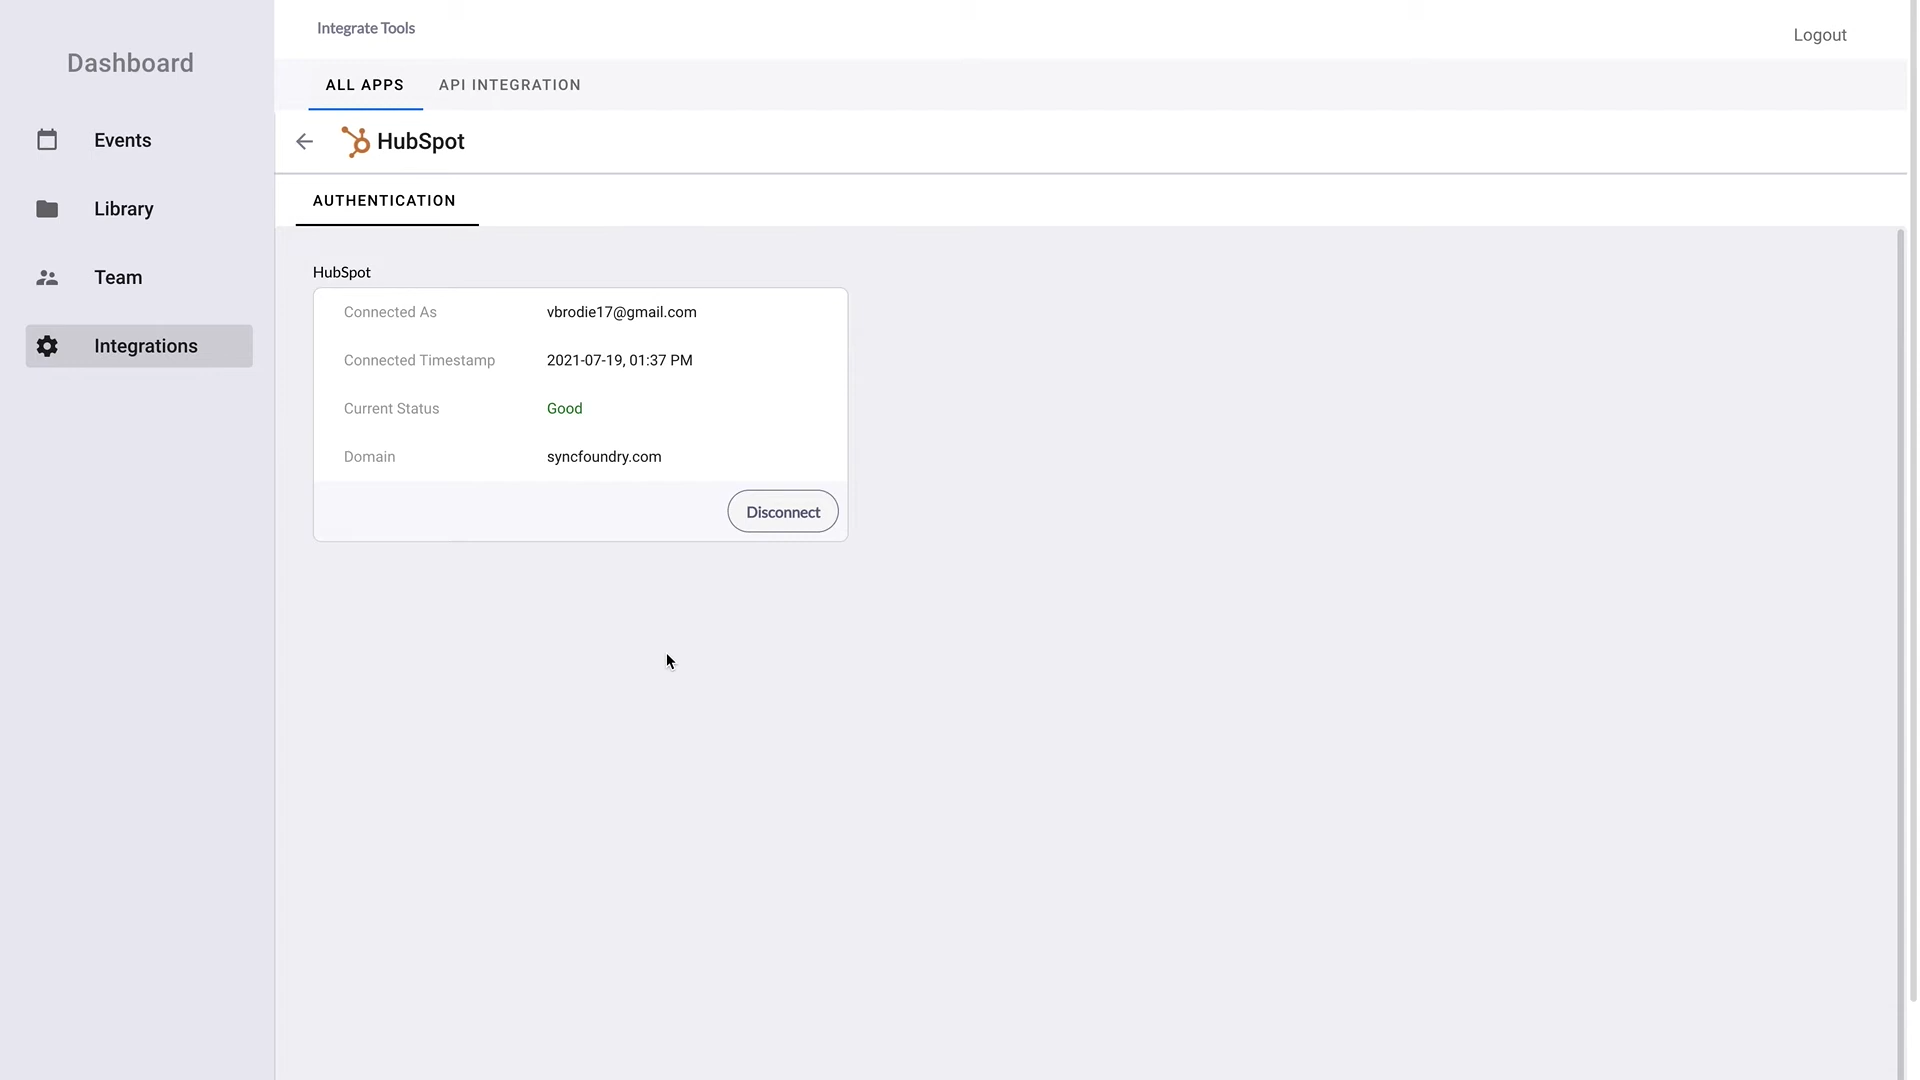 Integrate Tools
Logout
Dashboard
ALL APPS API INTEGRATION
Events
HubSpot
Library
AUTHENTICATION
Team
Integrations
HubSpot
Connected As vbrodie17@gmail.com
Connected Timestamp 2021-07-19, 01:37 PM
Current Status Good
Domain syncfoundry.com
Disconnect